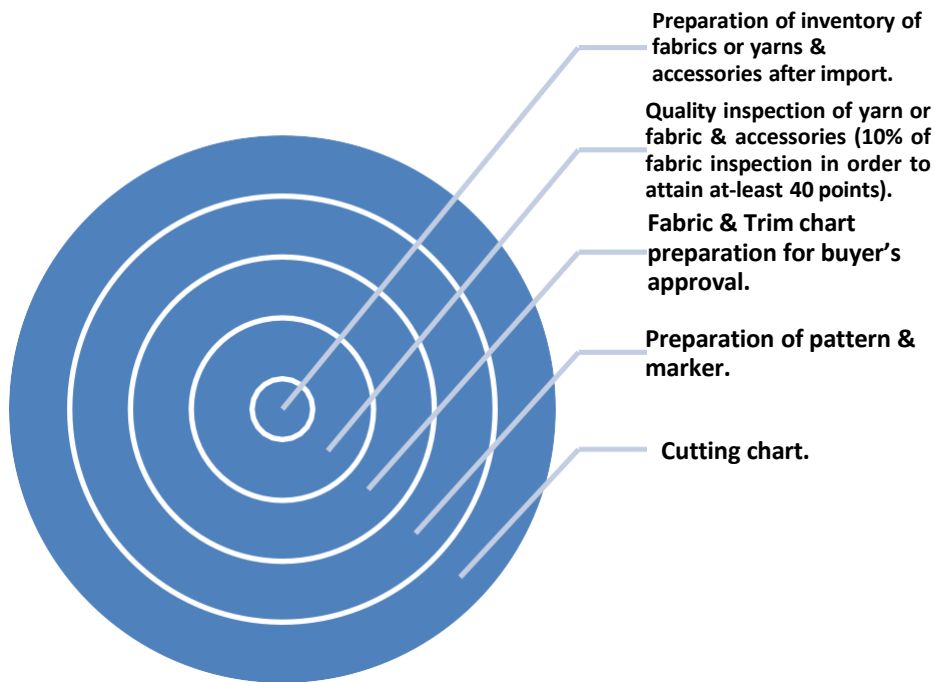 Preparation of inventory of
fabrics or yarns &
accessories after import.
Quality inspection of yarn or
fabric & accessories (10% of
fabric inspection in order to
attain at-least 40 points).
Fabric & Trim chart
preparation for buyer’s
approval.
Preparation of pattern &
marker.
Cutting chart.